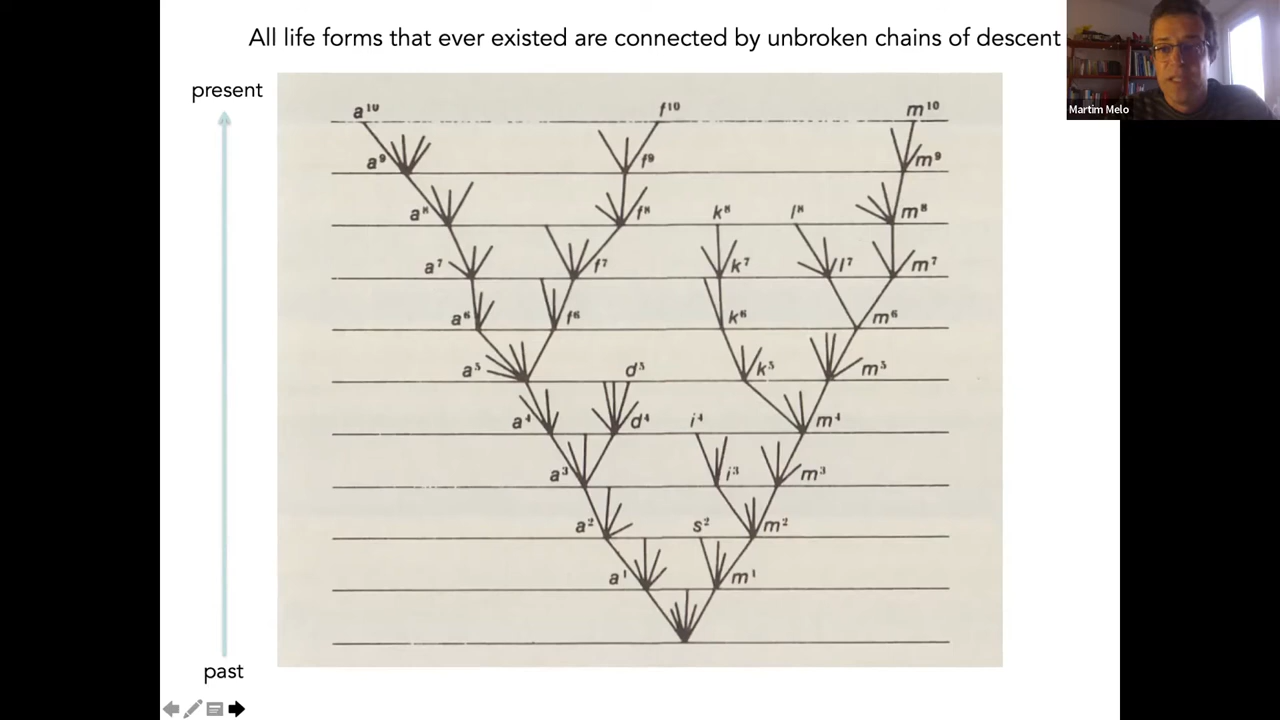 All life forms that ever existed are connected by unbroken chains of descent
Martim Melo
present
a¹⁰ f¹⁰ m¹⁰
a⁹ f⁹ m⁹
a⁸ f⁸ k⁸ l⁸ m⁸
a⁷ f⁷ k⁷ l⁷ m⁷
a⁶ f⁶ k⁶ m⁶
a⁵ d⁵ k⁵ m⁵
a⁴ d⁴ i⁴ m⁴
a³ i³ m³
a² s² m²
a¹ m¹
past